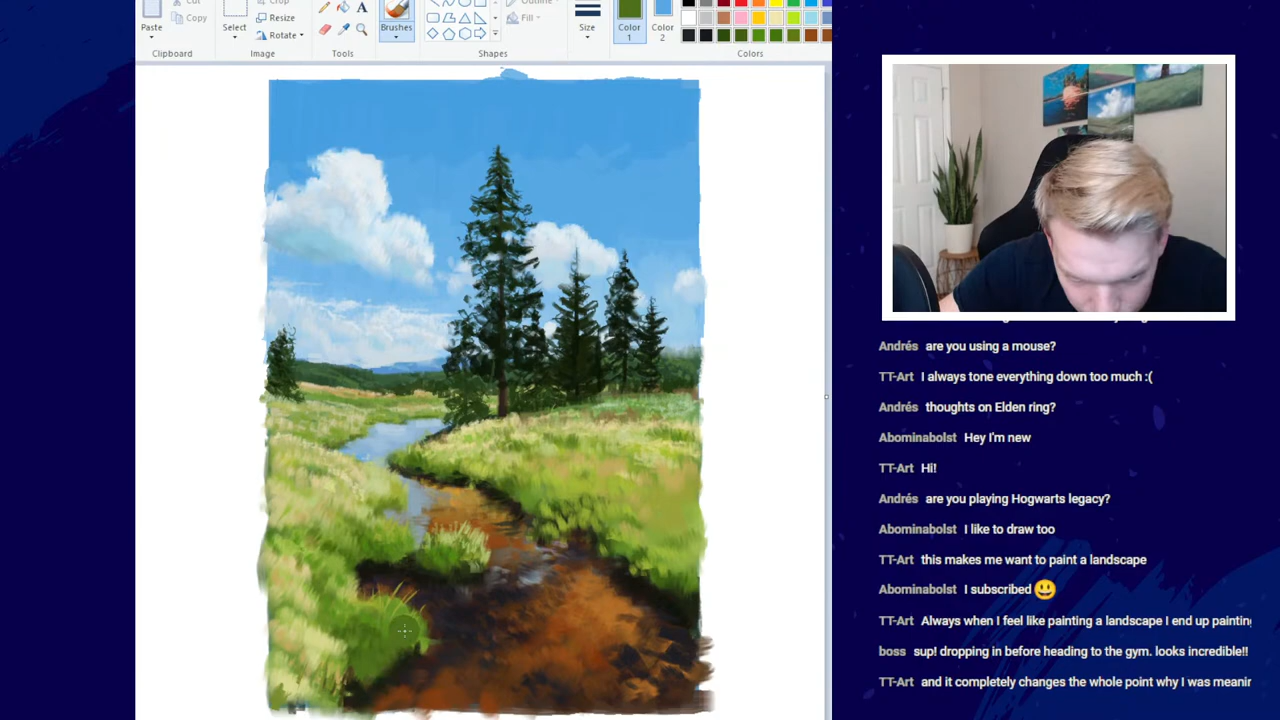 Cut
Copy
Paste
Clipboard
Crop
Resize
Rotate
Select
Image
A
Tools
Brushes
Outline
Fill
Shapes
Size
Color
1
Color
2
Colors
Andrés are you using a mouse?
TT-Art I always tone everything down too much :(
Andrés thoughts on Elden ring?
Abominabolst Hey I'm new
TT-Art Hi!
Andrés are you playing Hogwarts legacy?
Abominabolst I like to draw too
TT-Art this makes me want to paint a landscape
Abominabolst I subscribed 😃
TT-Art Always when I feel like painting a landscape I end up painting
boss sup! dropping in before heading to the gym. looks incredible!!
TT-Art and it completely changes the whole point why I was meanin